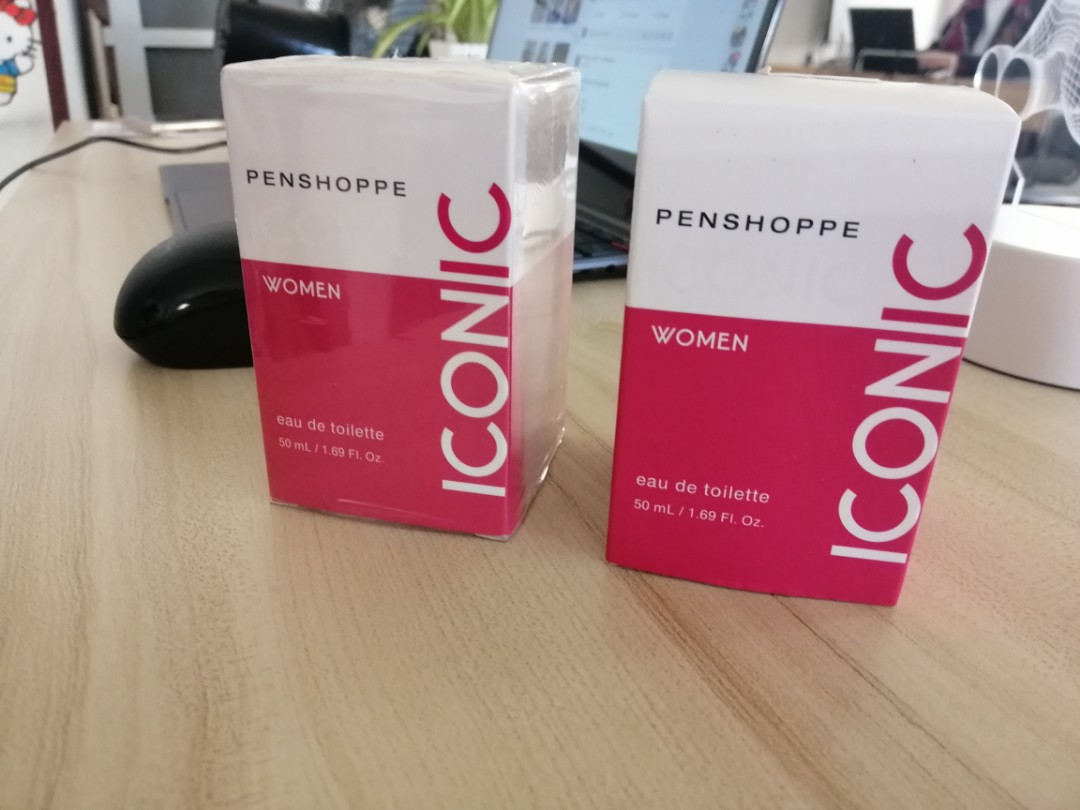 PENSHOPPE
WOMEN
eau de toilette
50 mL / 1.69 Fl. Oz.
ICONIC
PENSHOPPE
WOMEN
eau de toilette
50 mL / 1.69 Fl. Oz.
ICONIC